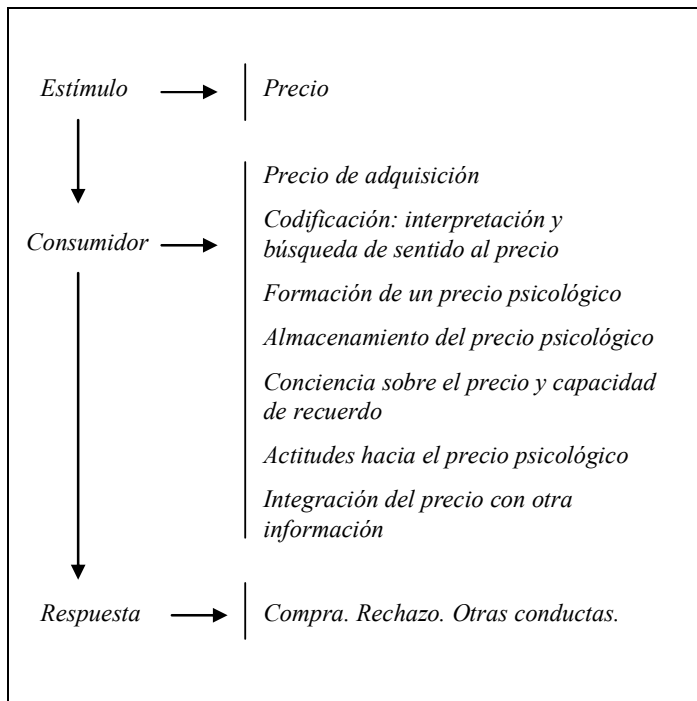 Estímulo
Precio
Precio de adquisición
Codificación: interpretación y
búsqueda de sentido al precio
Consumidor
Formación de un precio psicológico
Almacenamiento del precio psicológico
Conciencia sobre el precio y capacidad
de recuerdo
Actitudes hacia el precio psicológico
Integración del precio con otra
información
Respuesta
Compra. Rechazo. Otras conductas.